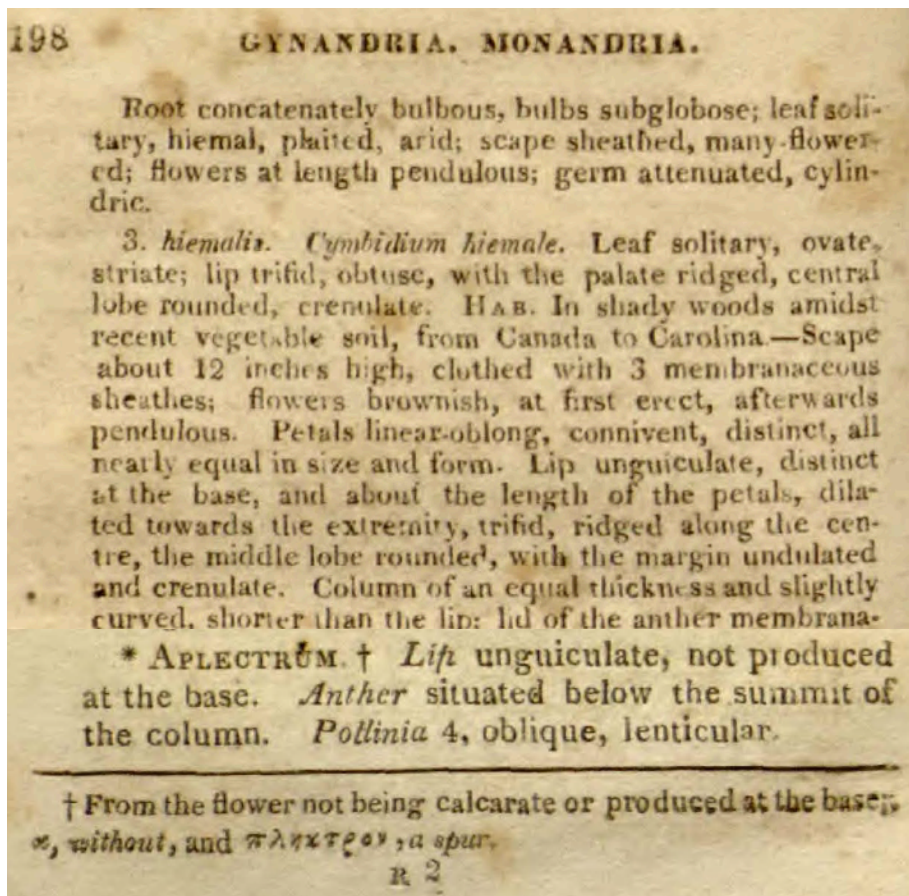 198 GYNANDRIA. MONANDRIA.
Root concatenately bulbous, bulbs subglobose; leaf soli-
tary, hiemal, plaited, arid; scape sheathed, many-flower-
ed; flowers at length pendulous; germ attenuated, cylin-
dric.
3. hiemalis. Cymbidium hiemale. Leaf solitary, ovate,
striate; lip trifid, obtuse, with the palate ridged, central
lobe rounded, crenulate. HAB. In shady woods amidst
recent vegetable soil, from Canada to Carolina.—Scape
about 12 inches high, clothed with 3 membranaceous
sheathes; flowers brownish, at first erect, afterwards
pendulous. Petals linear-oblong, connivent, distinct, all
nearly equal in size and form. Lip unguiculate, distinct
at the base, and about the length of the petals, dila-
ted towards the extremity, trifid, ridged along the cen-
tre, the middle lobe rounded, with the margin undulated
and crenulate. Column of an equal thickness and slightly
curved, shorter than the lip: lid of the anther membrana-
* APLECTRUM. † Lip unguiculate, not produced
at the base. Anther situated below the summit of
the column. Pollinia 4, oblique, lenticular.
† From the flower not being calcarate or produced at the base;
α, without, and πληκτρον, a spur.
R 2